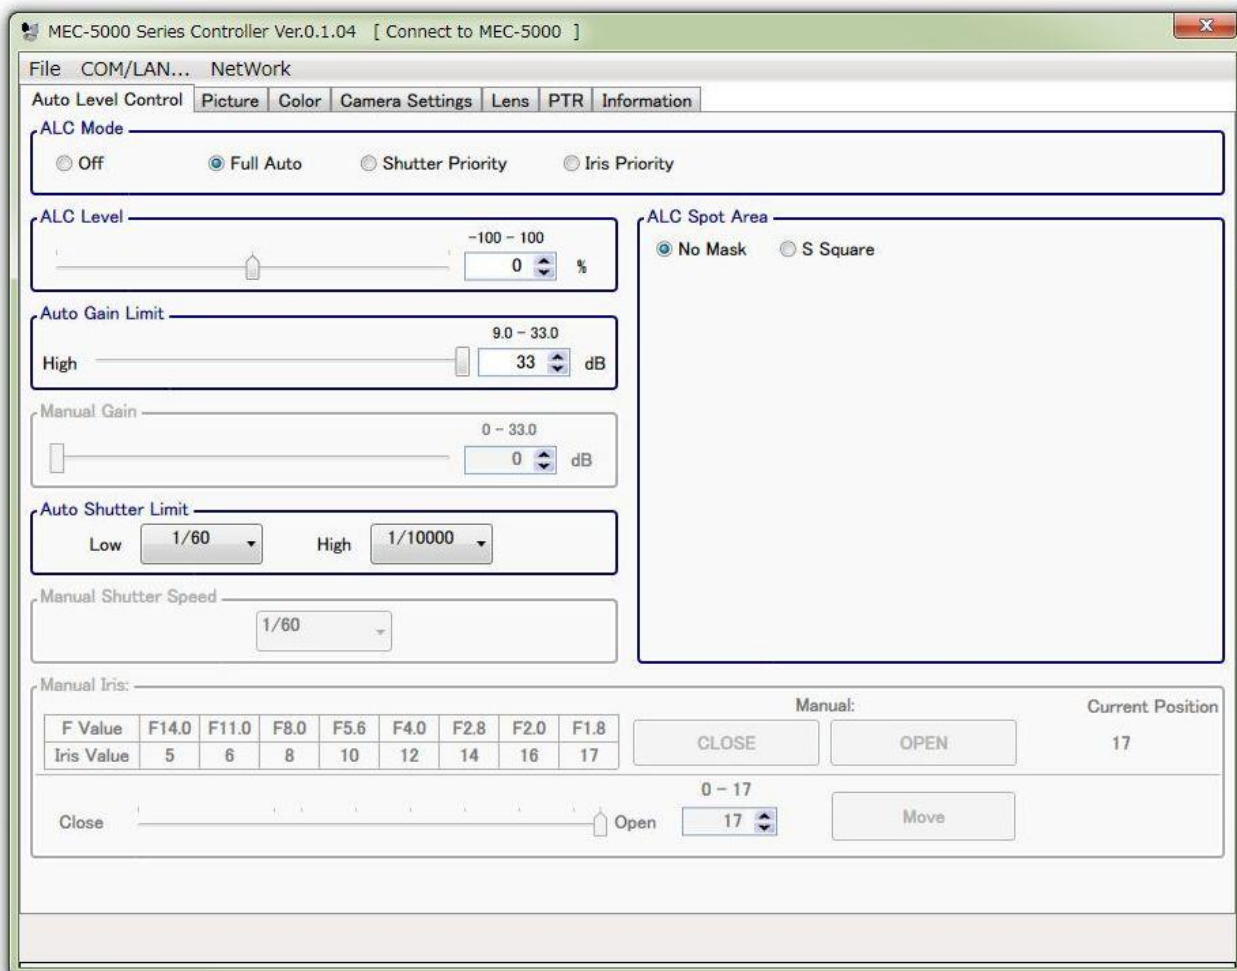 MEC-5000 Series Controller Ver.0.1.04 [ Connect to MEC-5000 ]
File COM/LAN... NetWork
Auto Level Control Picture Color Camera Settings Lens PTR Information
ALC Mode
Off Full Auto Shutter Priority Iris Priority
ALC Level
-100 - 100
0 %
ALC Spot Area
No Mask S Square
Auto Gain Limit
9.0 - 33.0
High 33 dB
Manual Gain
0 - 33.0
0 dB
Auto Shutter Limit
Low 1/60 High 1/10000
Manual Shutter Speed
1/60
Manual Iris:
Manual: Current Position
F Value F14.0 F11.0 F8.0 F5.6 F4.0 F2.8 F2.0 F1.8
Iris Value 5 6 8 10 12 14 16 17
CLOSE OPEN 17
0 - 17
Close Open 17 Move